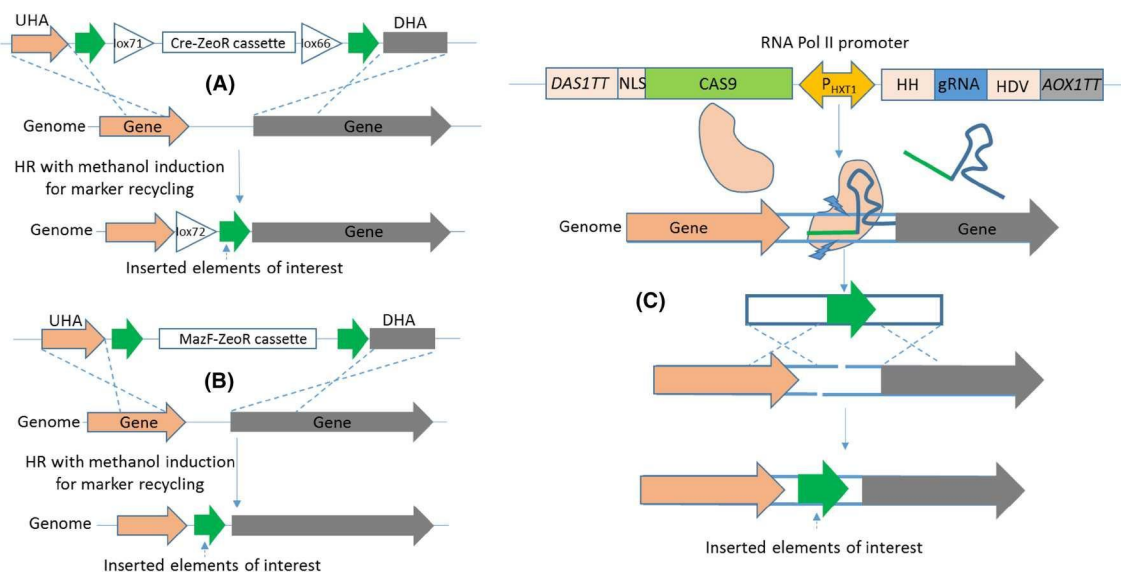 UHA
lox71
Cre-ZeoR cassette
lox66
DHA
(A)
Genome
Gene
Gene
HR with methanol induction
for marker recycling
Genome
lox72
Gene
Inserted elements of interest
UHA
MazF-ZeoR cassette
DHA
(B)
Genome
Gene
Gene
HR with methanol induction
for marker recycling
Genome
Inserted elements of interest
RNA Pol II promoter
DAS1TT NLS CAS9 PHXT1 HH gRNA HDV AOX1TT
Genome
Gene
Gene
(C)
Inserted elements of interest